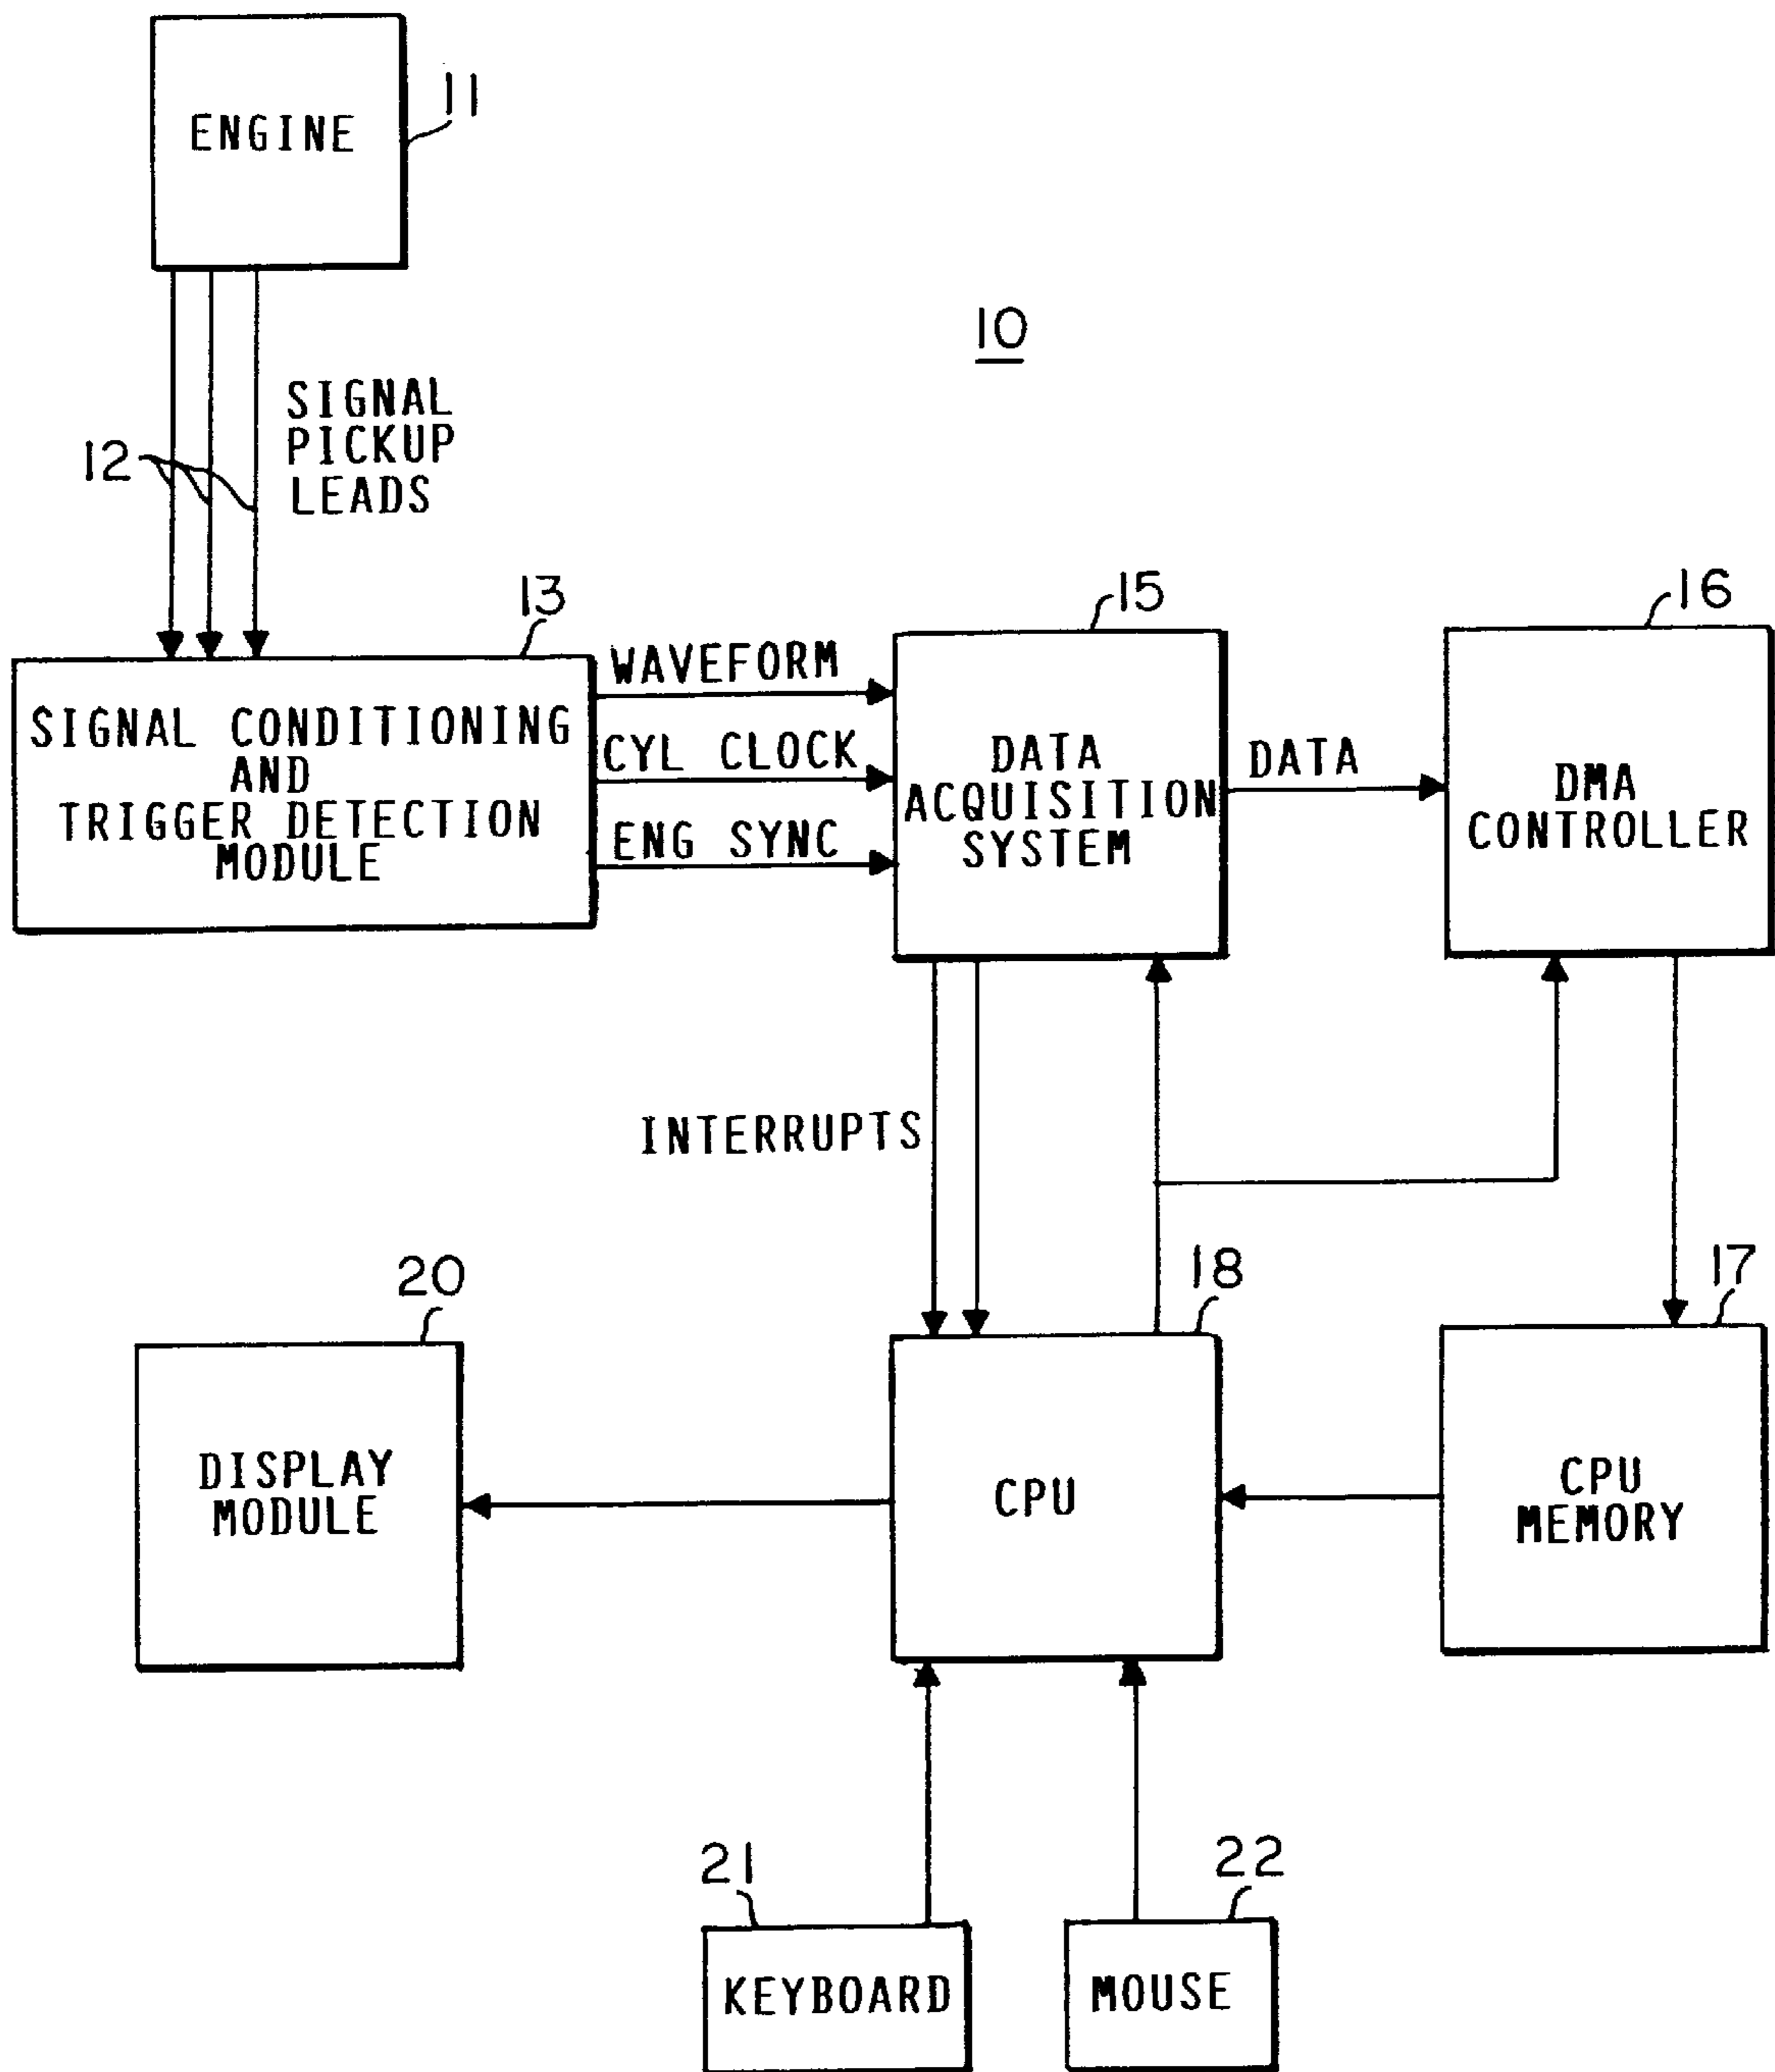 ENGINE
11
10
SIGNAL
PICKUP
LEADS
12
13
15
16
SIGNAL CONDITIONING
AND
TRIGGER DETECTION
MODULE
WAVEFORM
CYL CLOCK
ENG SYNC
DATA
ACQUISITION
SYSTEM
DATA
DMA
CONTROLLER
INTERRUPTS
20
18
17
DISPLAY
MODULE
CPU
CPU
MEMORY
21
22
KEYBOARD
MOUSE